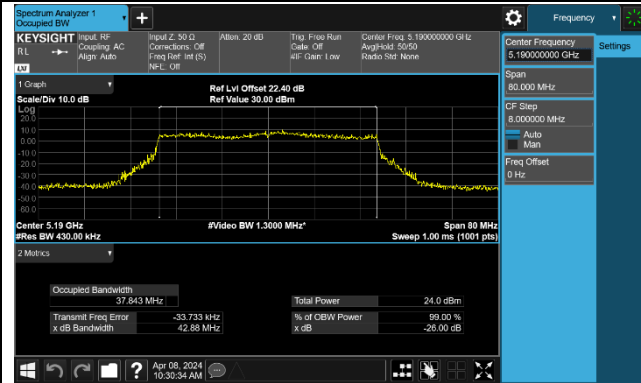 Spectrum Analyzer 1
Occupied BW
Frequency
KEYSIGHT
RL
LXI
Input: RF
Coupling: AC
Align: Auto
Input Z: 50 Ω
Corrections: Off
Freq Ref: Int (S)
NFE: Off
Atten: 20 dB
Trig: Free Run
Gate: Off
#IF Gain: Low
Center Freq: 5.190000000 GHz
Avg|Hold: 50/50
Radio Std: None
Center Frequency
5.190000000 GHz
Settings
Span
80.000 MHz
CF Step
8.000000 MHz
Auto
Man
Freq Offset
0 Hz
1 Graph
Scale/Div 10.0 dB
Ref Lvl Offset 22.40 dB
Ref Value 30.00 dBm
Log
20.0
10.0
0.00
-10.0
-20.0
-30.0
-40.0
-50.0
-60.0
Center 5.19 GHz
#Res BW 430.00 kHz
#Video BW 1.3000 MHz*
Span 80 MHz
Sweep 1.00 ms (1001 pts)
2 Metrics
Occupied Bandwidth
37.843 MHz
Total Power 24.0 dBm
Transmit Freq Error -33.733 kHz
% of OBW Power 99.00 %
x dB Bandwidth 42.88 MHz
x dB -26.00 dB
?
Apr 08, 2024
10:30:34 AM